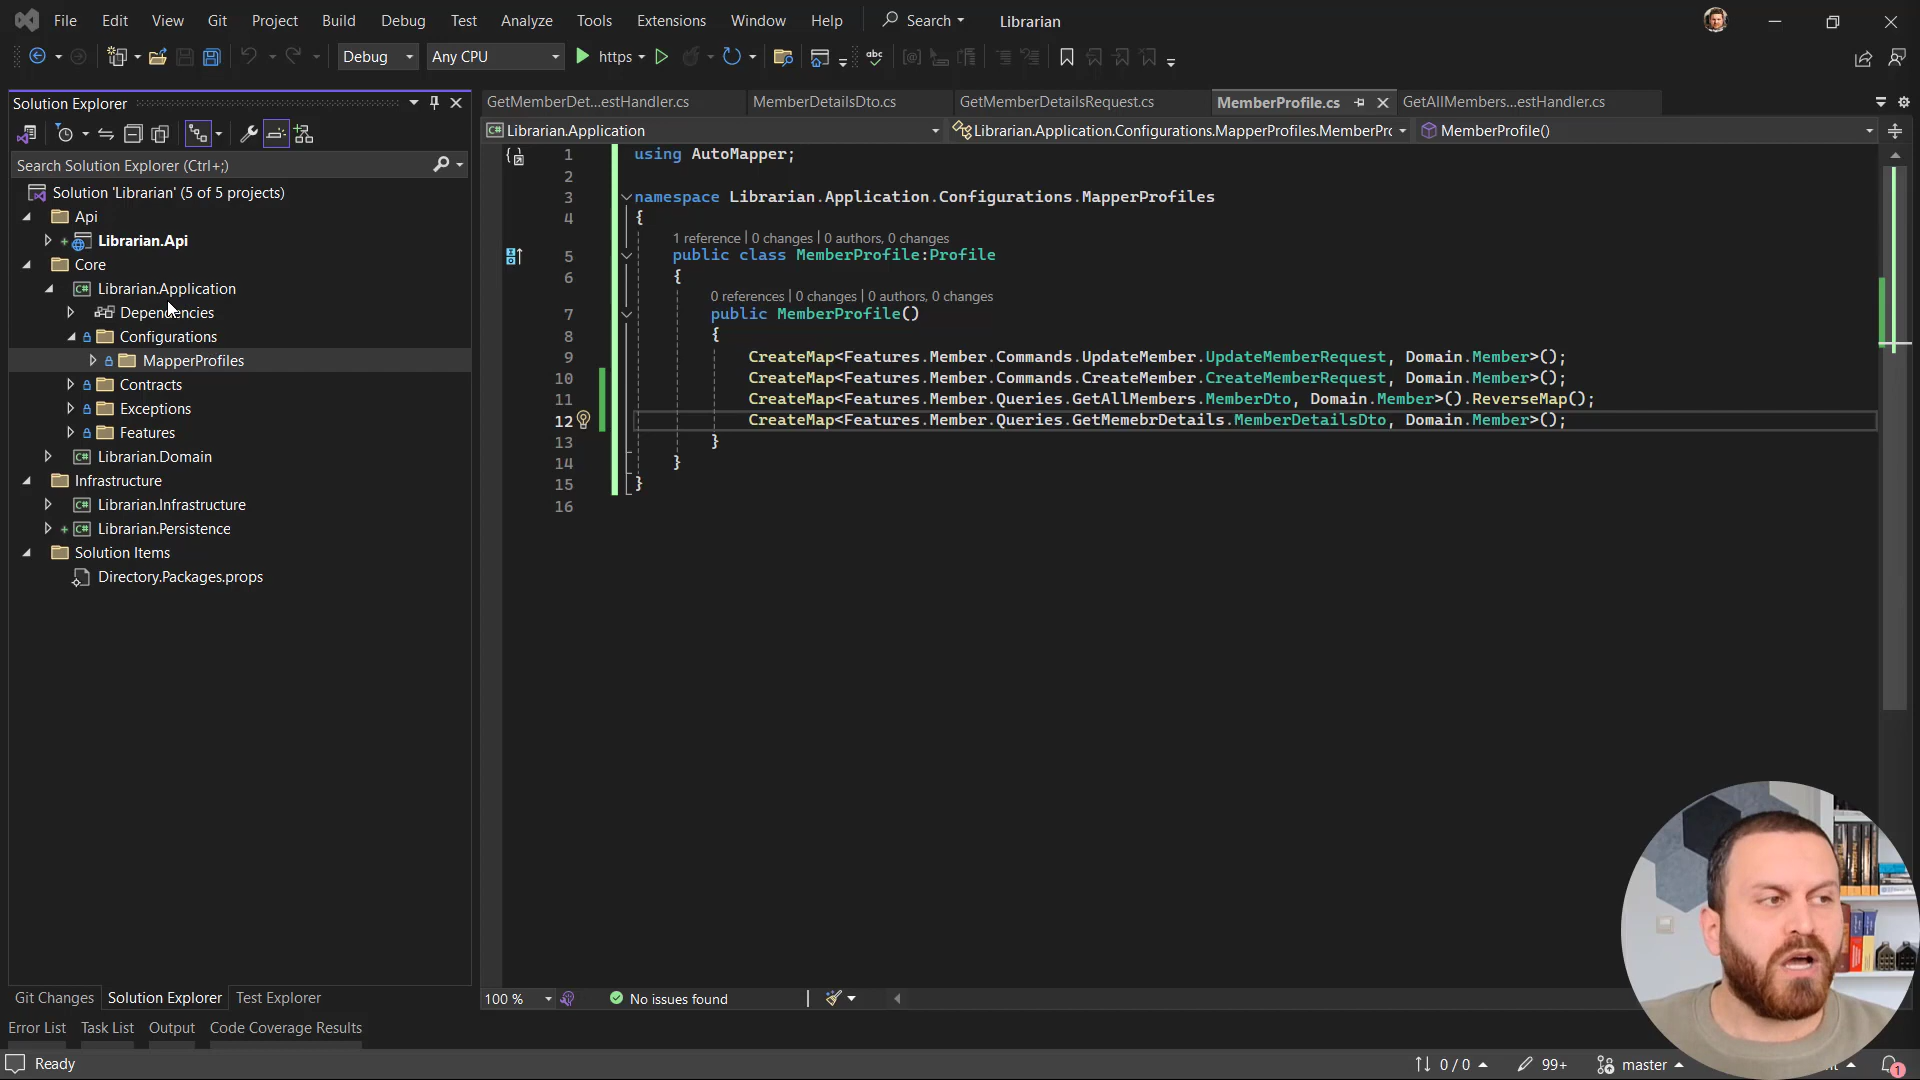 File Edit View Git Project Build Debug Test Analyze Tools Extensions Window Help Search Librarian
Debug Any CPU https
Solution Explorer
Search Solution Explorer (Ctrl+;)
Solution 'Librarian' (5 of 5 projects)
Api
Librarian.Api
Core
Librarian.Application
Dependencies
Configurations
MapperProfiles
Contracts
Exceptions
Features
Librarian.Domain
Infrastructure
Librarian.Infrastructure
Librarian.Persistence
Solution Items
Directory.Packages.props
Git Changes Solution Explorer Test Explorer
GetMemberDet...estHandler.cs MemberDetailsDto.cs GetMemberDetailsRequest.cs MemberProfile.cs GetAllMembers...estHandler.cs
Librarian.Application Librarian.Application.Configurations.MapperProfiles.MemberPrc MemberProfile()
1 using AutoMapper;
2
3 namespace Librarian.Application.Configurations.MapperProfiles
4 {
1 reference | 0 changes | 0 authors, 0 changes
5 public class MemberProfile:Profile
6 {
0 references | 0 changes | 0 authors, 0 changes
7 public MemberProfile()
8 {
9 CreateMap<Features.Member.Commands.UpdateMember.UpdateMemberRequest, Domain.Member>();
10 CreateMap<Features.Member.Commands.CreateMember.CreateMemberRequest, Domain.Member>();
11 CreateMap<Features.Member.Queries.GetAllMembers.MemberDto, Domain.Member>().ReverseMap();
12 CreateMap<Features.Member.Queries.GetMemebrDetails.MemberDetailsDto, Domain.Member>();
13 }
14 }
15 }
16
100 % No issues found
Error List Task List Output Code Coverage Results
Ready 0 / 0 99+ master 1